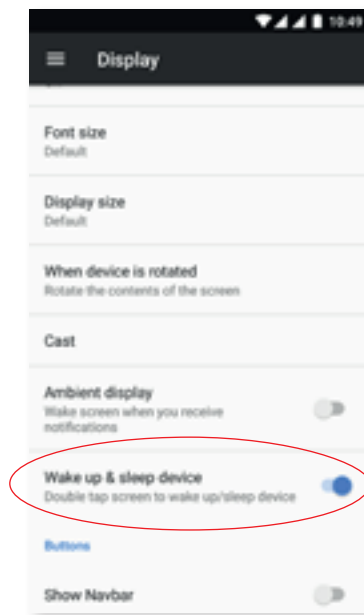 10:49
Display
Font size
Default
Display size
Default
When device is rotated
Rotate the contents of the screen
Cast
Ambient display
Wake screen when you receive
notifications
Wake up & sleep device
Double tap screen to wake up/sleep device
Buttons
Show Navbar